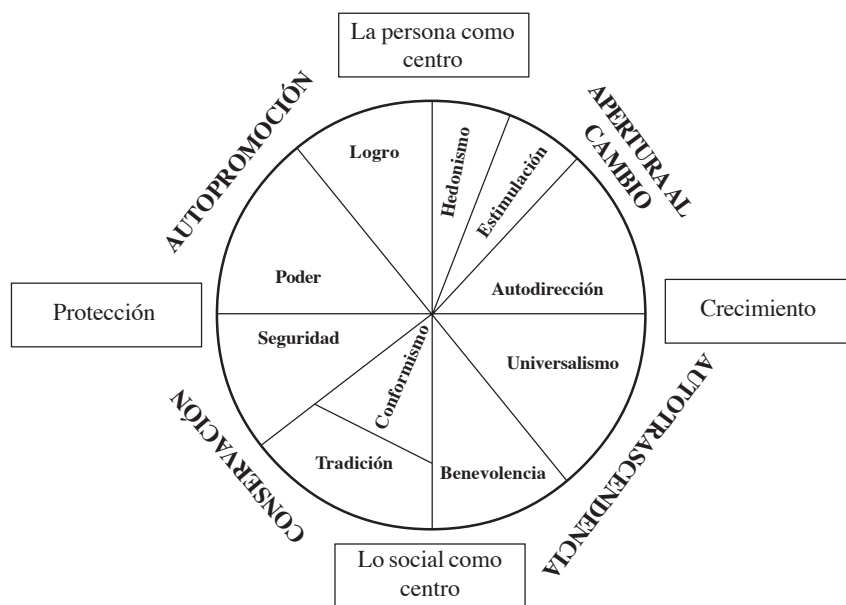 La persona como
centro
AUTOPROMOCIÓN
APERTURA AL
CAMBIO
Logro
Hedonismo
Estimulación
Poder
Autodirección
Protección
Crecimiento
Seguridad
Conformismo
Universalismo
CONSERVACIÓN
AUTOTRASCENDENCIA
Tradición
Benevolencia
Lo social como
centro